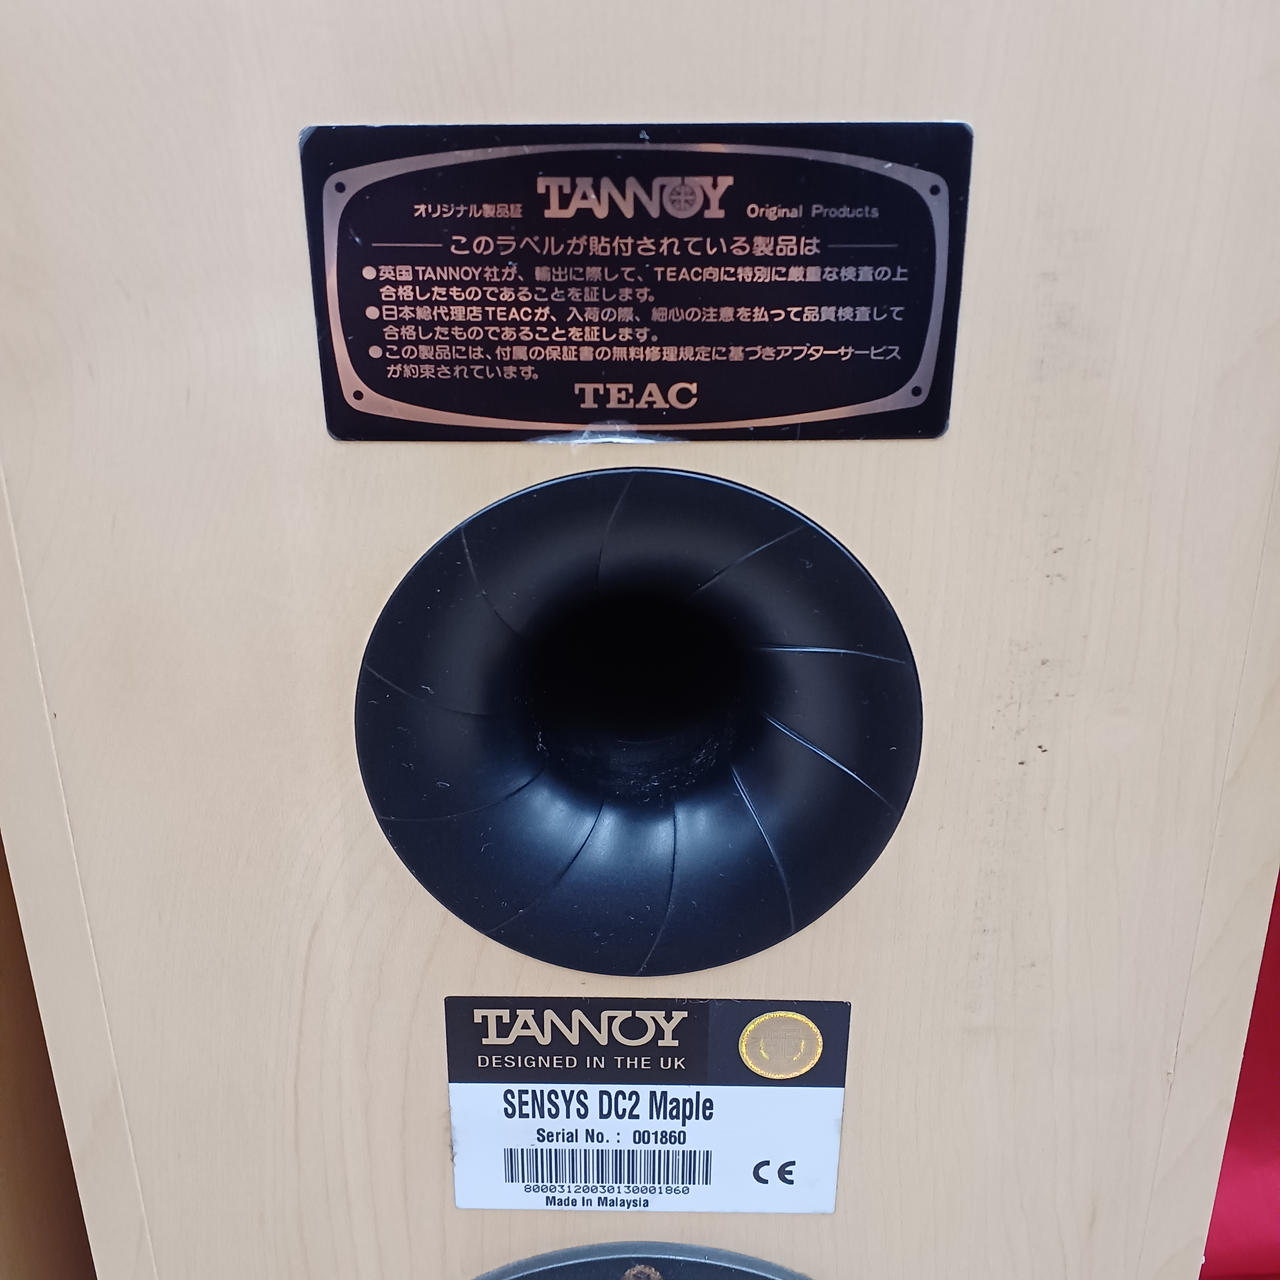 TANNOY
オリジナル製品証
Original Products
このラベルが貼付されている製品は
●英国TANNOY社が、輸出に際して、TEAC向に特別に厳重な検査の上
合格したものであることを証します。
●日本総代理店TEACが、入荷の際、細心の注意を払って品質検査して
合格したものであることを証します。
●この製品には、付属の保証書の無料修理規定に基づきアフターサービス
が約束されています。
TEAC
TANNOY
DESIGNED IN THE UK
SENSYS DC2 Maple
Serial No. : 001860
80003120030130001860
Made In Malaysia
CE